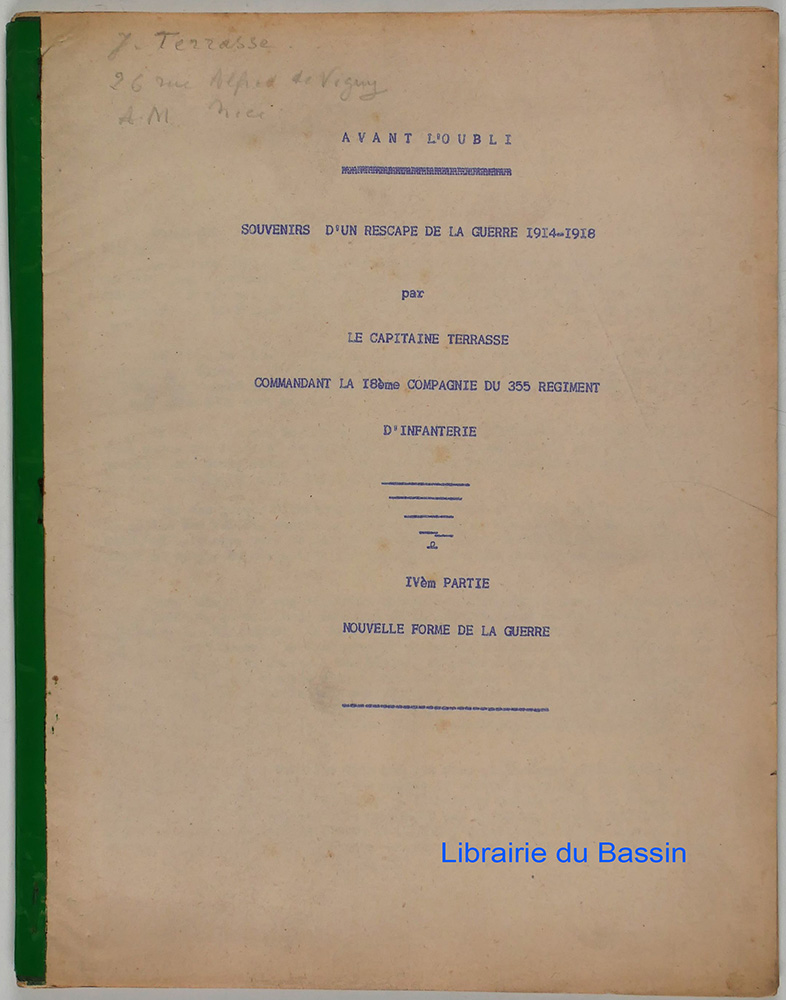 J. Terrasse
26 rue Alfred de Vigny
A.M Nice
AVANT L'OUBLI
SOUVENIRS D'UN RESCAPE DE LA GUERRE 1914-1918
par
LE CAPITAINE TERRASSE
COMMANDANT LA 18ème COMPAGNIE DU 355 REGIMENT
D'INFANTERIE
IVèm PARTIE
NOUVELLE FORME DE LA GUERRE
Librairie du Bassin